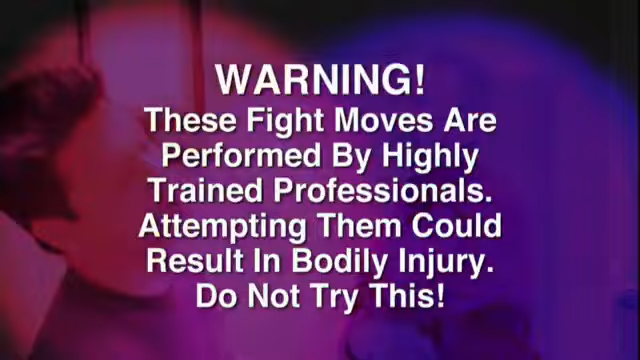 WARNING!
These Fight Moves Are
Performed By Highly
Trained Professionals.
Attempting Them Could
Result In Bodily Injury.
Do Not Try This!